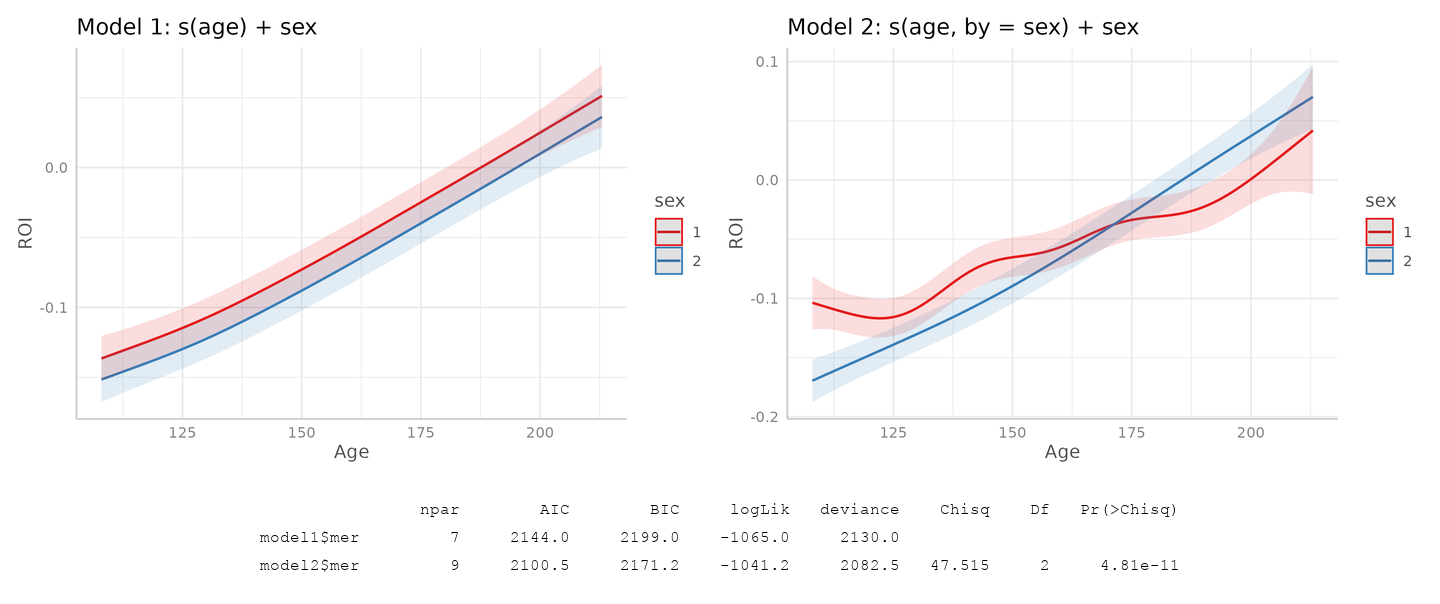 Model 1: s(age) + sex
0.0
-0.1
ROI
125 150 175 200
Age
sex
1
2
Model 2: s(age, by = sex) + sex
0.1
0.0
-0.1
-0.2
ROI
125 150 175 200
Age
sex
1
2
npar AIC BIC logLik deviance Chisq Df Pr(>Chisq)
model1$mer 7 2144.0 2199.0 -1065.0 2130.0
model2$mer 9 2100.5 2171.2 -1041.2 2082.5 47.515 2 4.81e-11